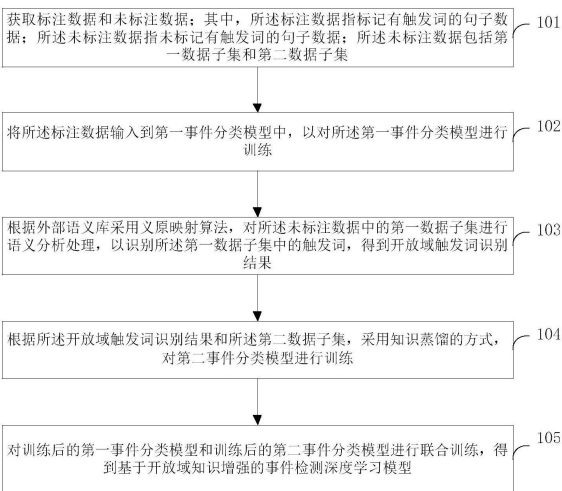 获取标注数据和未标注数据；其中，所述标注数据指标记有触发词的句子数
据；所述未标注数据指未标记有触发词的句子数据；所述未标注数据包括第
一数据子集和第二数据子集
101
将所述标注数据输入到第一事件分类模型中，以对所述第一事件分类模型进行
训练
102
根据外部语义库采用义原映射算法，对所述未标注数据中的第一数据子集进行
语义分析处理，以识别所述第一数据子集中的触发词，得到开放域触发词识别
结果
103
根据所述开放域触发词识别结果和所述第二数据子集，采用知识蒸馏的方式，
对第二事件分类模型进行训练
104
对训练后的第一事件分类模型和训练后的第二事件分类模型进行联合训练，得
到基于开放域知识增强的事件检测深度学习模型
105